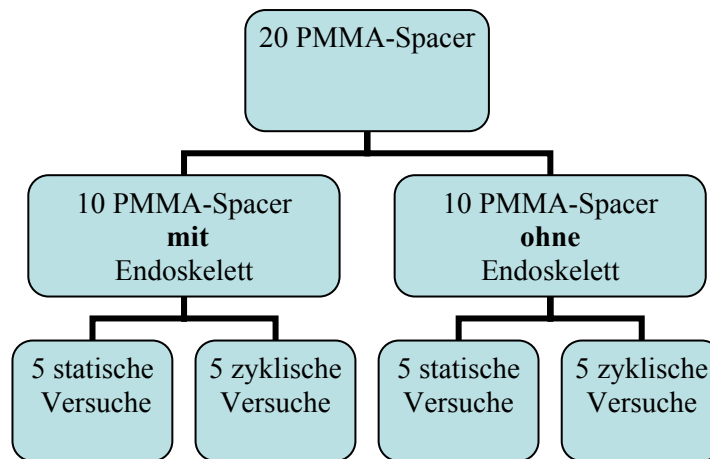 20 PMMA-Spacer
10 PMMA-Spacer
mit
Endoskelett
10 PMMA-Spacer
ohne
Endoskelett
5 statische
Versuche
5 zyklische
Versuche
5 statische
Versuche
5 zyklische
Versuche